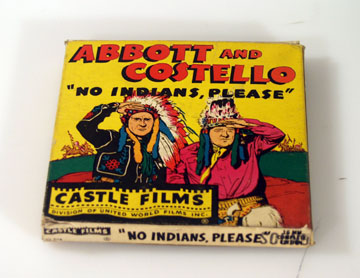 ABBOTT AND
COSTELLO
"NO INDIANS, PLEASE"
CASTLE FILMS
DIVISION OF UNITED WORLD FILMS INC.
CASTLE FILMS
"NO INDIANS, PLEASE"